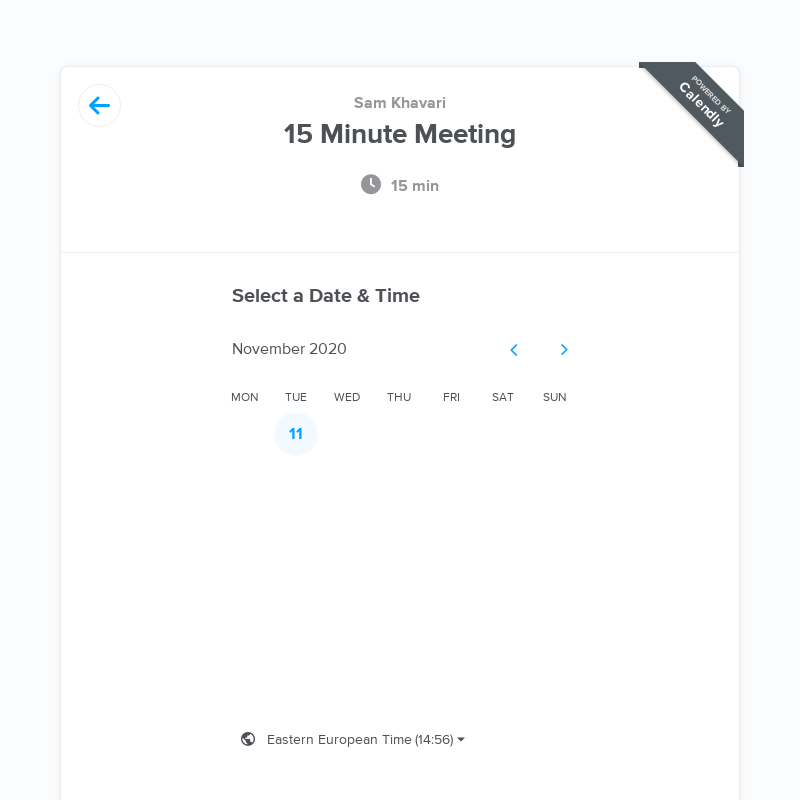 Sam Khavari
15 Minute Meeting
15 min
POWERED BY
Calendly
Select a Date & Time
November 2020
MON TUE WED THU FRI SAT SUN
11
Eastern European Time (14:56)